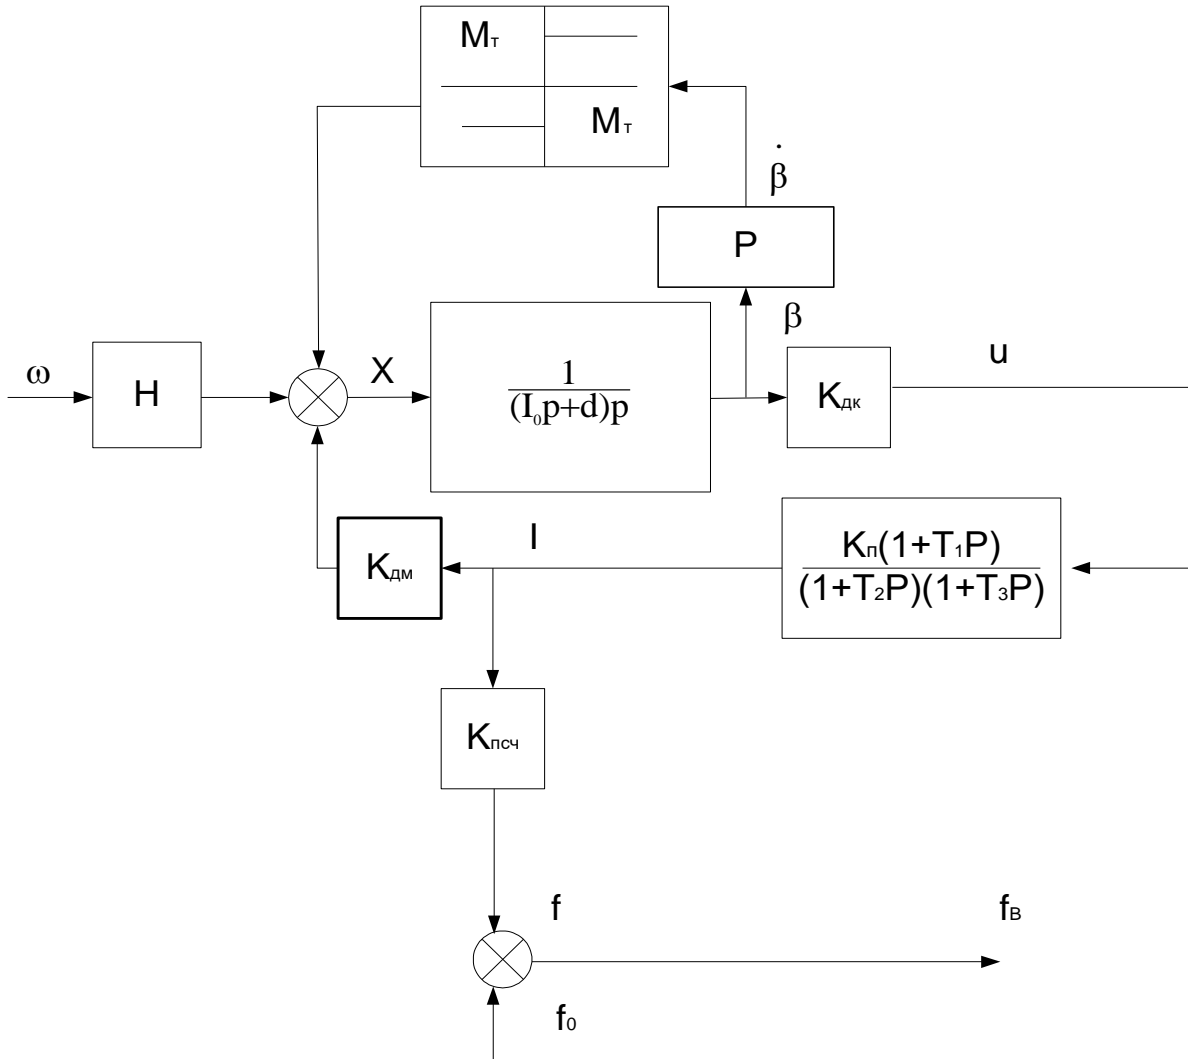 Mт
Mт
β̇
P
β
ω
H
X
1
(I₀p+d)p
Kдк
u
Kдм
I
Kп(1+T₁P)
(1+T₂P)(1+T₃P)
Kпсч
f
fв
f₀